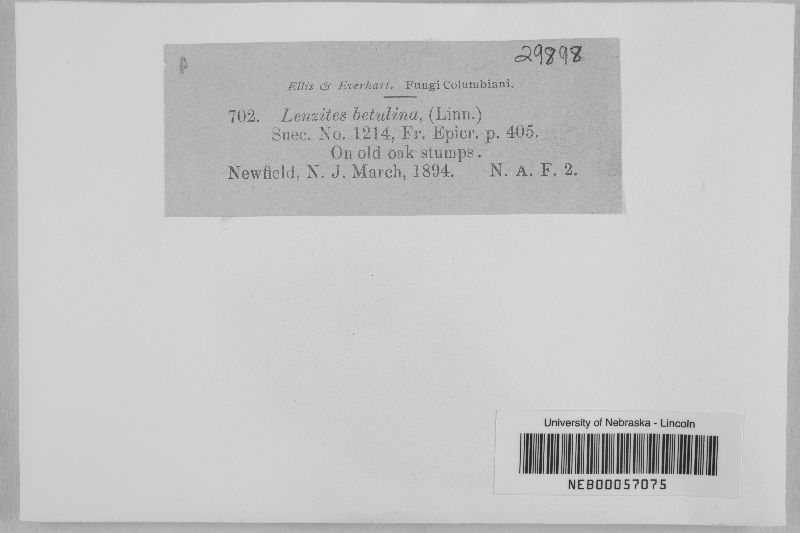 29898
P
Ellis & Everhart. Fungi Columbiani.
702. Lenzites betulina, (Linn.)
Suec. No. 1214, Fr. Epicr. p. 405.
On old oak stumps.
Newfield, N. J. March, 1894. N. A. F. 2.
University of Nebraska - Lincoln
NEB00057075